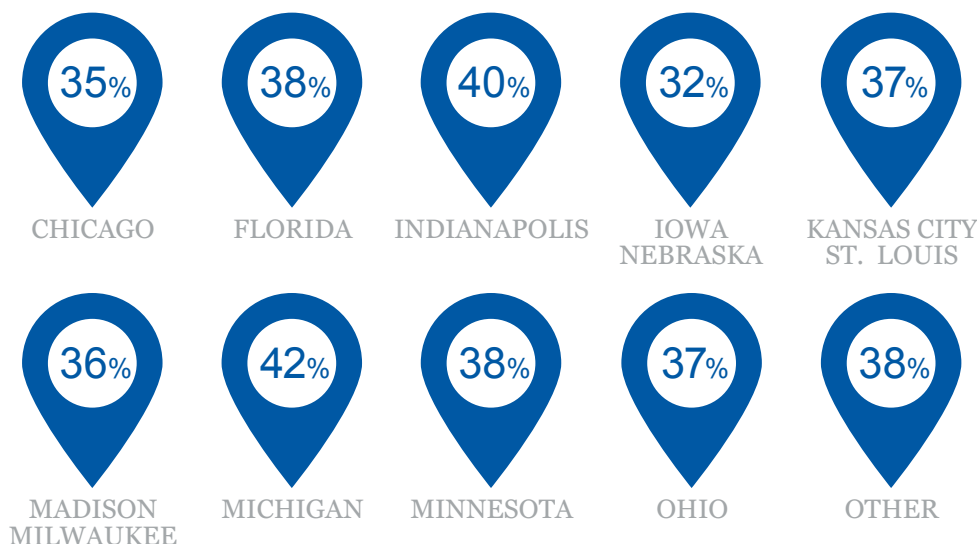 35% 38% 40% 32% 37%
CHICAGO FLORIDA INDIANAPOLIS IOWA KANSAS CITY
NEBRASKA ST. LOUIS
36% 42% 38% 37% 38%
MADISON MICHIGAN MINNESOTA OHIO OTHER
MILWAUKEE